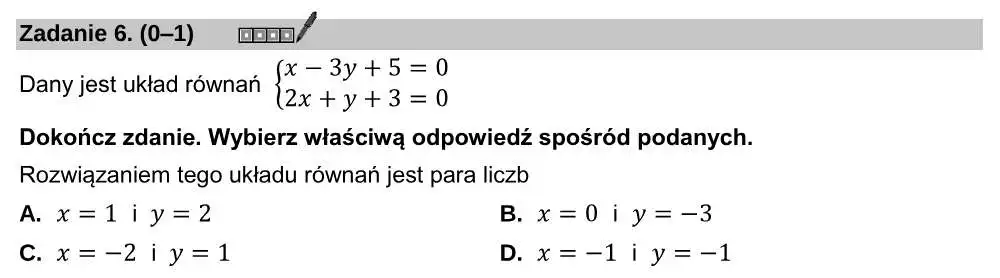 Zadanie 6. (0–1)
Dany jest układ równań { x − 3y + 5 = 0
2x + y + 3 = 0
Dokończ zdanie. Wybierz właściwą odpowiedź spośród podanych.
Rozwiązaniem tego układu równań jest para liczb
A. x = 1 i y = 2 B. x = 0 i y = −3
C. x = −2 i y = 1 D. x = −1 i y = −1